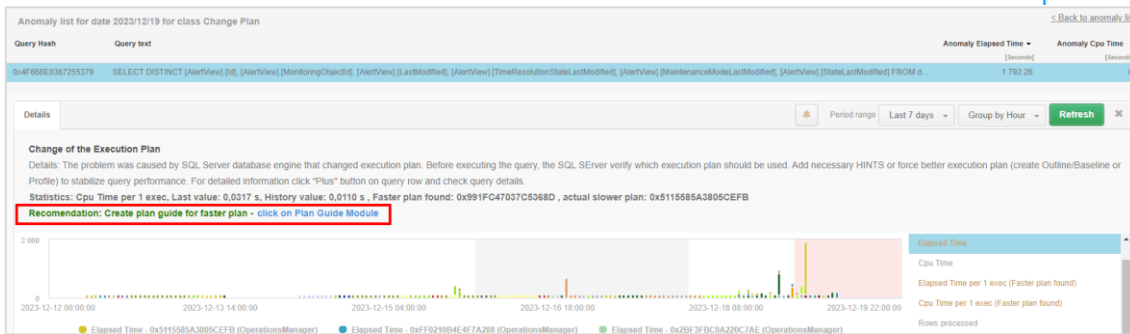 Anomaly list for date 2023/12/19 for class Change Plan
< Back to anomaly li
Query Hash Query text Anomaly Elapsed Time Anomaly Cpu Time
[Seconds] [Second
0x4F668E0367255379 SELECT DISTINCT [AlertView].[Id], [AlertView].[MonitoringObjectId], [AlertView].[LastModified], [AlertView].[TimeResolutionStateLastModified], [AlertView].[MaintenanceModeLastModified], [AlertView].[StateLastModified] FROM d... 1 792.26
Details
Period range Last 7 days Group by Hour Refresh
Change of the Execution Plan
Details: The problem was caused by SQL Server database engine that changed execution plan. Before executing the query, the SQL SErver verify which execution plan should be used. Add necessary HINTS or force better execution plan (create Outline/Baseline or
Profile) to stabilize query performance. For detailed information click "Plus" button on query row and check query details.
Statistics: Cpu Time per 1 exec, Last value: 0,0317 s, History value: 0,0110 s , Faster plan found: 0x991FC47037C5368D , actual slower plan: 0x5115585A3805CEFB
Recomendation: Create plan guide for faster plan - click on Plan Guide Module
2 000
0
2023-12-12 00:00:00 2023-12-13 14:00:00 2023-12-15 04:00:00 2023-12-16 18:00:00 2023-12-18 08:00:00 2023-12-19 22:00:00
Elapsed Time - 0x5115585A3805CEFB (OperationsManager) Elapsed Time - 0xFF0210B4E4F7A288 (OperationsManager) Elapsed Time - 0x2BF3FBC0A220C7AE (OperationsManager)
Elapsed Time
Cpu Time
Elapsed Time per 1 exec (Faster plan found)
Cpu Time per 1 exec (Faster plan found)
Rows processed